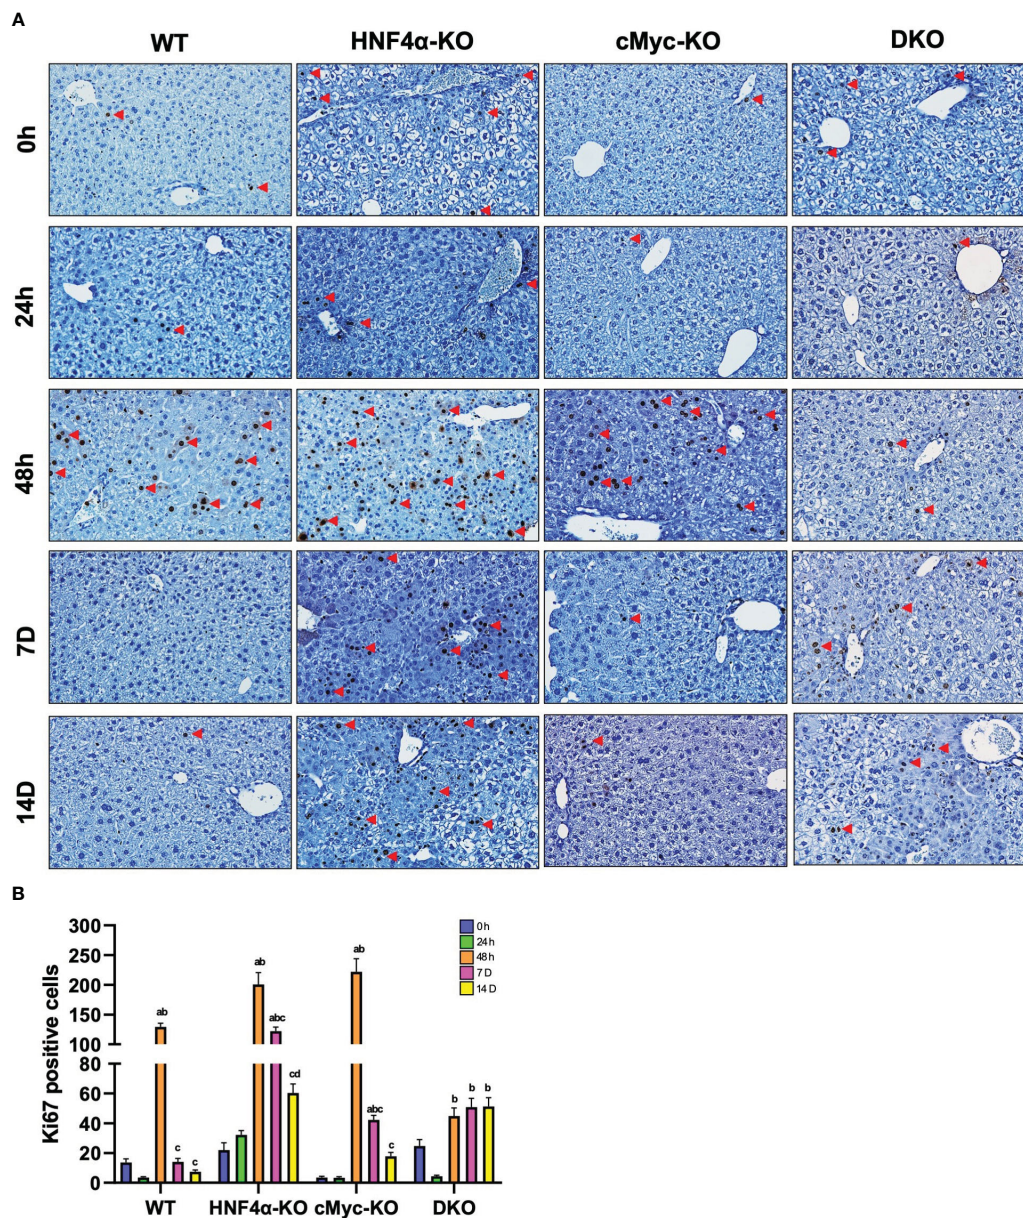 A
WT
HNF4α-KO
cMyc-KO
DKO
0h
24h
48h
7D
14D
B
Ki67 positive cells
300
250
200
150
100
80
60
40
20
0
ab
c
c
ab
abc
cd
ab
abc
c
b
b
b
0 h
24 h
48 h
7 D
14 D
WT
HNF4α-KO
cMyc-KO
DKO